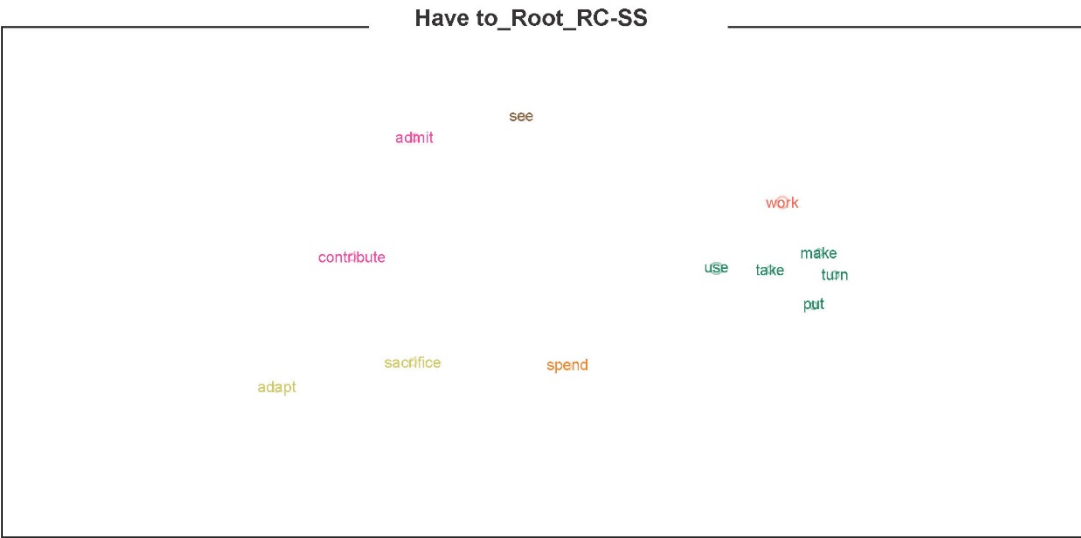 Have to_Root_RC-SS
see
admit
work
make
contribute
use
take
turn
put
sacrifice
spend
adapt